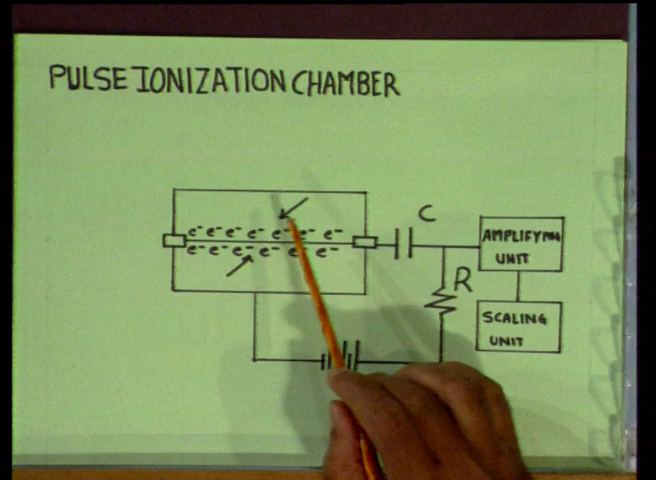 PULSE IONIZATION CHAMBER
C
e⁻ e⁻ e⁻ e⁻ e⁻ e⁻ e⁻
e⁻ e⁻ e⁻ e⁻ e⁻ e⁻
AMPLIFYING
UNIT
R
SCALING
UNIT